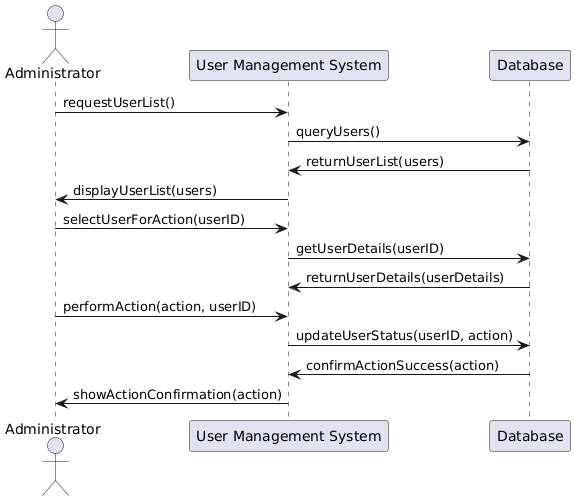 Administrator
User Management System
Database
requestUserList()
queryUsers()
returnUserList(users)
displayUserList(users)
selectUserForAction(userID)
getUserDetails(userID)
returnUserDetails(userDetails)
performAction(action, userID)
updateUserStatus(userID, action)
confirmActionSuccess(action)
showActionConfirmation(action)
Administrator
User Management System
Database